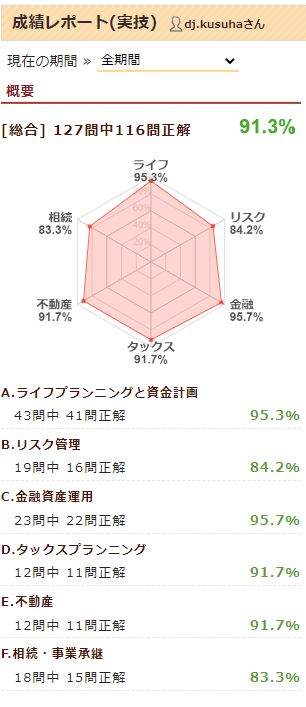 成績レポート(実技) dj.kusuhaさん
現在の期間 » 全期間
概要
[総合] 127問中116問正解 91.3%
ライフ
95.3%
相続
83.3%
リスク
84.2%
80%
60%
40%
20%
不動産
91.7%
金融
95.7%
タックス
91.7%
A.ライフプランニングと資金計画
43問中 41問正解 95.3%
B.リスク管理
19問中 16問正解 84.2%
C.金融資産運用
23問中 22問正解 95.7%
D.タックスプランニング
12問中 11問正解 91.7%
E.不動産
12問中 11問正解 91.7%
F.相続・事業承継
18問中 15問正解 83.3%